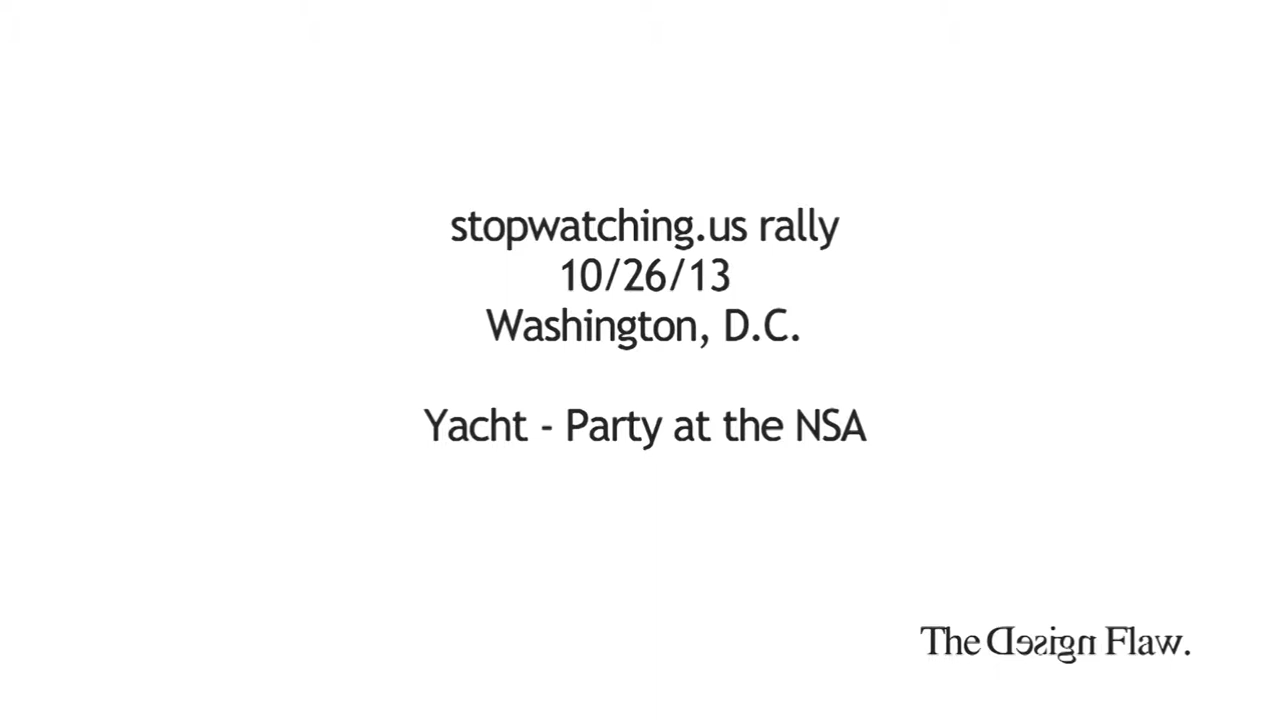 stopwatching.us rally
10/26/13
Washington, D.C.
Yacht - Party at the NSA
The Design Flaw.